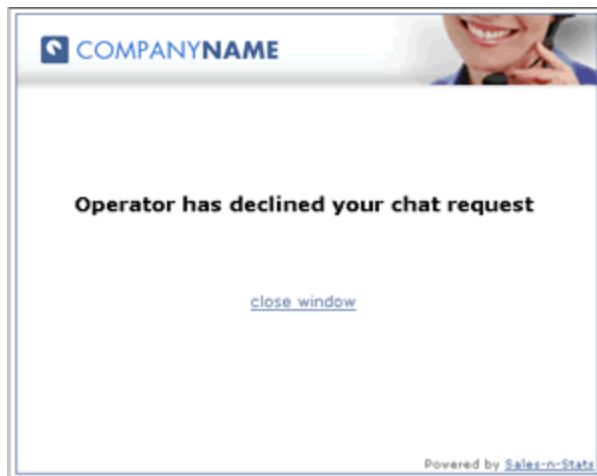 COMPANYNAME
Operator has declined your chat request
close window
Powered by Sales-n-Stats